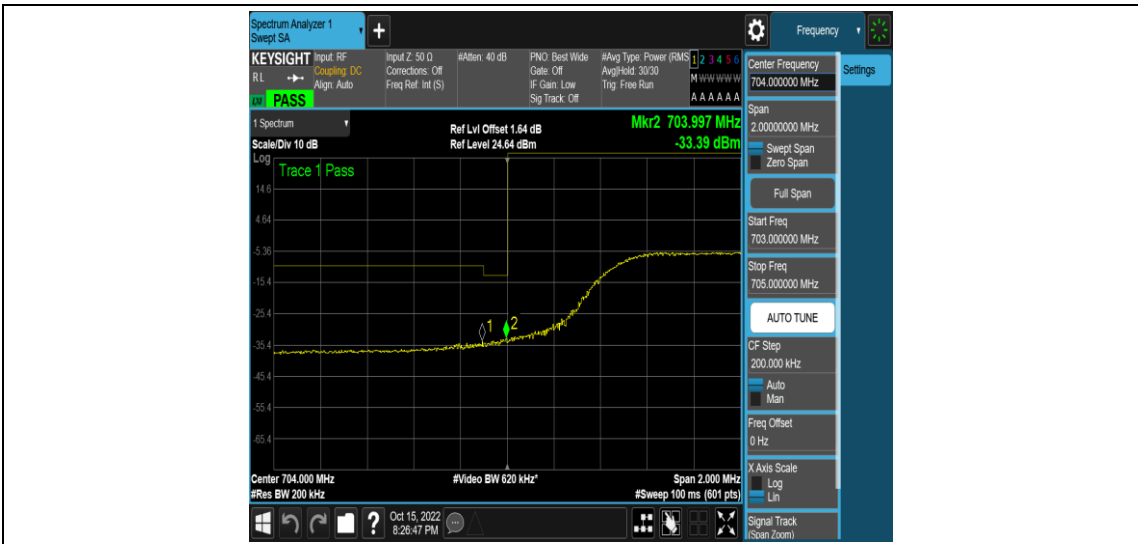 Spectrum Analyzer 1
Swept SA
Frequency
KEYSIGHT
R L
PASS
Input: RF
Coupling: DC
Align: Auto
Input Z: 50 Ω
Corrections: Off
Freq Ref: Int (S)
#Atten: 40 dB
PNO: Best Wide
Gate: Off
IF Gain: Low
Sig Track: Off
#Avg Type: Power (RMS
Avg|Hold: 30/30
Trig: Free Run
1 2 3 4 5 6
M W W W W W
A A A A A A
1 Spectrum
Scale/Div 10 dB
Ref Lvl Offset 1.64 dB
Ref Level 24.64 dBm
Mkr2 703.997 MHz
-33.39 dBm
Log
Trace 1 Pass
14.6
4.64
-5.36
-15.4
-25.4
-35.4
-45.4
-55.4
-65.4
1
2
Center 704.000 MHz
#Res BW 200 kHz
#Video BW 620 kHz*
Span 2.000 MHz
#Sweep 100 ms (601 pts)
Center Frequency
704.000000 MHz
Settings
Span
2.00000000 MHz
Swept Span
Zero Span
Full Span
Start Freq
703.000000 MHz
Stop Freq
705.000000 MHz
AUTO TUNE
CF Step
200.000 kHz
Auto
Man
Freq Offset
0 Hz
X Axis Scale
Log
Lin
Signal Track
(Span Zoom)
?
Oct 15, 2022
8:26:47 PM